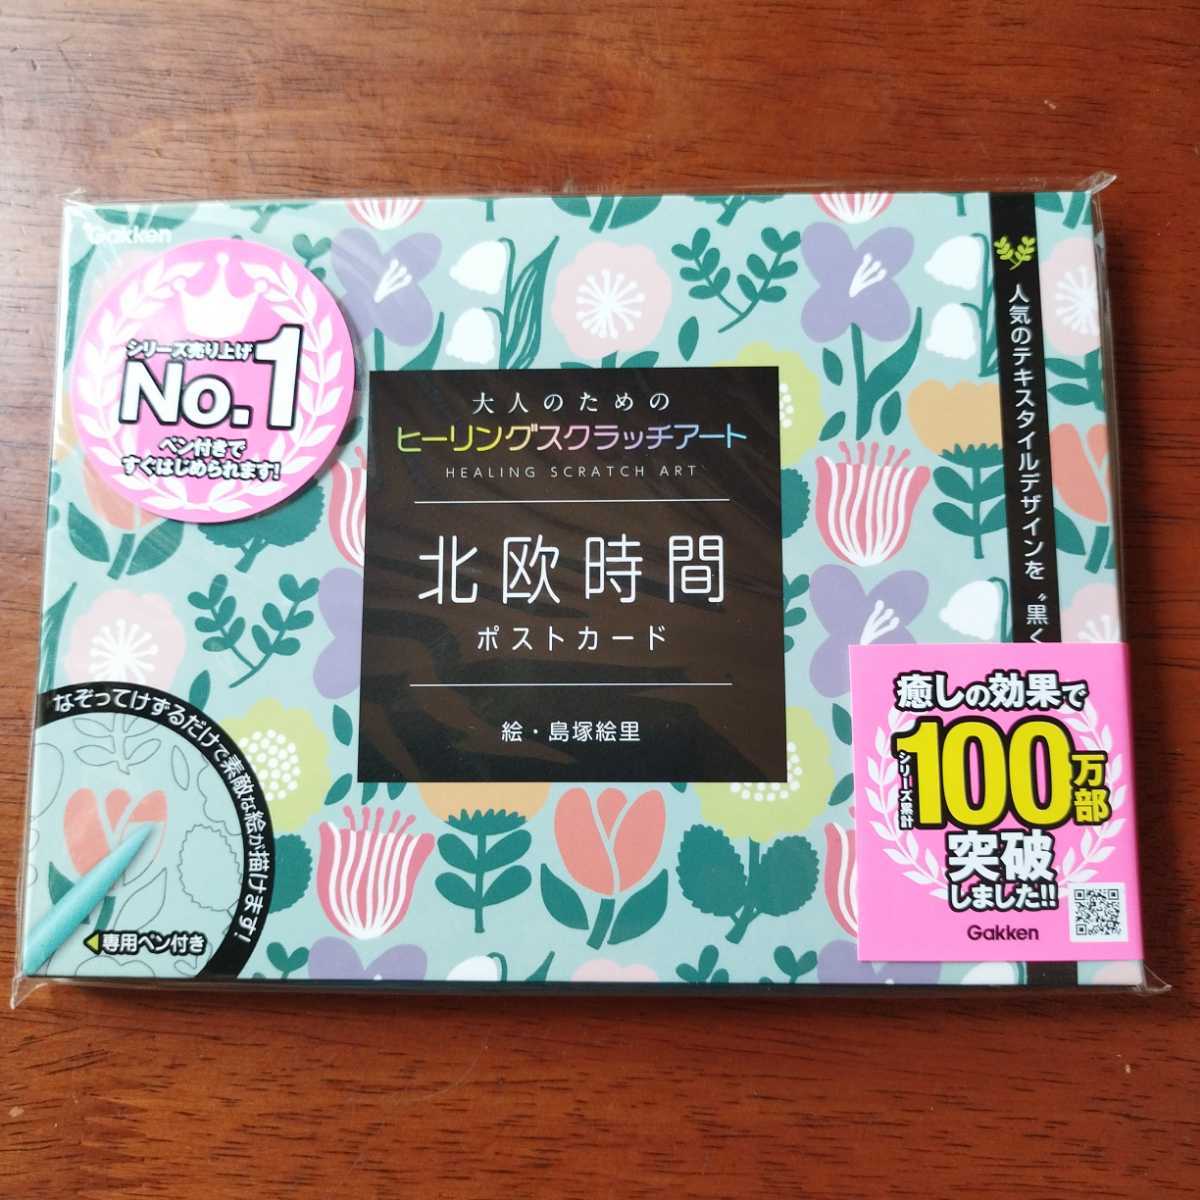 Gakken
シリーズ売り上げ
No.1
ペン付きで
すぐはじめられます!
大人のための
ヒーリングスクラッチアート
HEALING SCRATCH ART
北欧時間
ポストカード
絵・島塚絵里
人気のテキスタイルデザインを〝黒く
なぞってけずるだけで素敵な絵が描けます!
専用ペン付き
癒しの効果で
シリーズ累計
100万部
突破
しました!!
Gakken